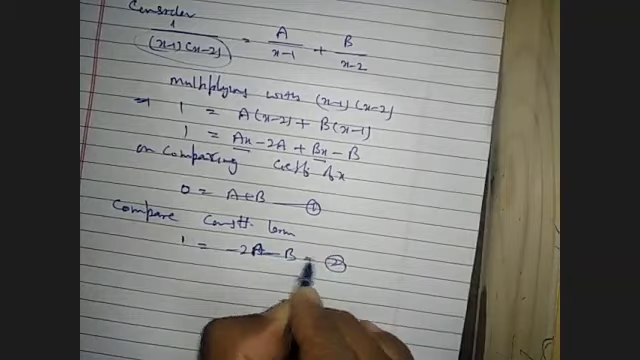 Consider
1/((x-1)(x-2)) = A/(x-1) + B/(x-2)
Multiplying with (x-1)(x-2)
⇒ 1 = A(x-2) + B(x-1)
1 = Ax - 2A + Bx - B
on comparing coeff of x
0 = A+B — ①
Compare constt. term
1 = -2A - B — ②